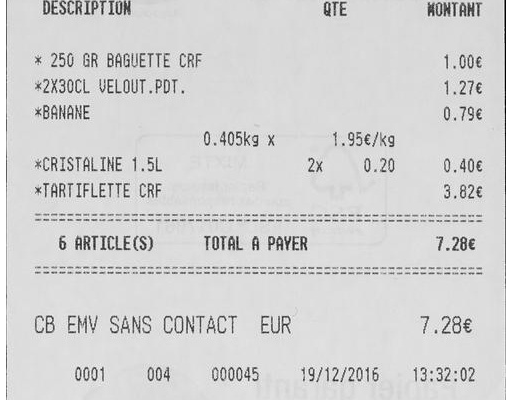 DESCRIPTION QTE MONTANT
* 250 GR BAGUETTE CRF 1.00€
*2X30CL VELOUT.PDT. 1.27€
*BANANE 0.79€
0.405kg x 1.95€/kg
*CRISTALINE 1.5L 2x 0.20 0.40€
*TARTIFLETTE CRF 3.82€
6 ARTICLE(S) TOTAL A PAYER 7.28€
CB EMV SANS CONTACT EUR 7.28€
0001 004 000045 19/12/2016 13:32:02